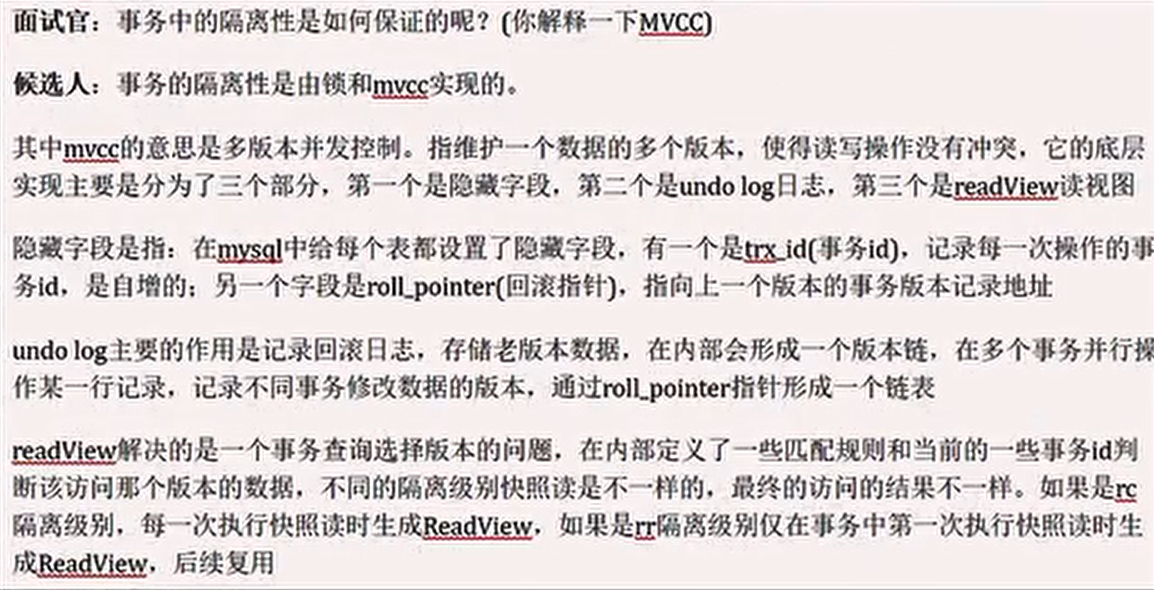 面试官：事务中的隔离性是如何保证的呢？(你解释一下MVCC)
候选人：事务的隔离性是由锁和mvcc实现的。
其中mvcc的意思是多版本并发控制。指维护一个数据的多个版本，使得读写操作没有冲突，它的底层
实现主要是分为了三个部分，第一个是隐藏字段，第二个是undo log日志，第三个是readView读视图
隐藏字段是指：在mysql中给每个表都设置了隐藏字段，有一个是trx_id(事务id)，记录每一次操作的事
务id，是自增的；另一个字段是roll_pointer(回滚指针)，指向上一个版本的事务版本记录地址
undo log主要的作用是记录回滚日志，存储老版本数据，在内部会形成一个版本链，在多个事务并行操
作某一行记录，记录不同事务修改数据的版本，通过roll_pointer指针形成一个链表
readView解决的是一个事务查询选择版本的问题，在内部定义了一些匹配规则和当前的一些事务id判
断该访问那个版本的数据，不同的隔离级别快照读是不一样的，最终的访问的结果不一样。如果是rc
隔离级别，每一次执行快照读时生成ReadView，如果是rr隔离级别仅在事务中第一次执行快照读时生
成ReadView，后续复用